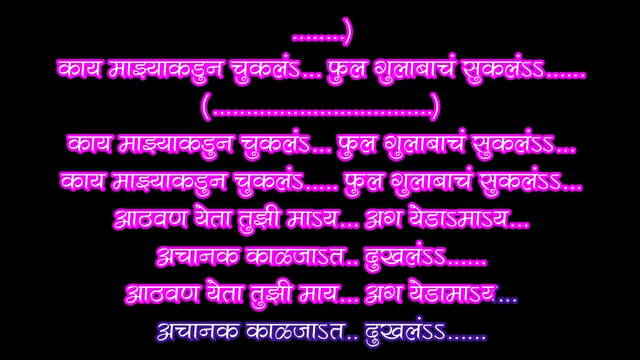 .........)
काय माझ्याकडुन चुकलंऽ... फुल गुलाबाचं सुकलंऽऽ......
(.................................)
काय माझ्याकडुन चुकलंऽ... फुल गुलाबाचं सुकलंऽऽ...
काय माझ्याकडुन चुकलंऽ...... फुल गुलाबाचं सुकलंऽऽ...
आठवण येता तुझी माऽय... अग येडाऽमाऽय...
अचानक काळजाऽत.. दुखलंऽऽ......
आठवण येता तुझी माय... अग येडामाऽय...
अचानक काळजाऽत.. दुखलंऽऽ......